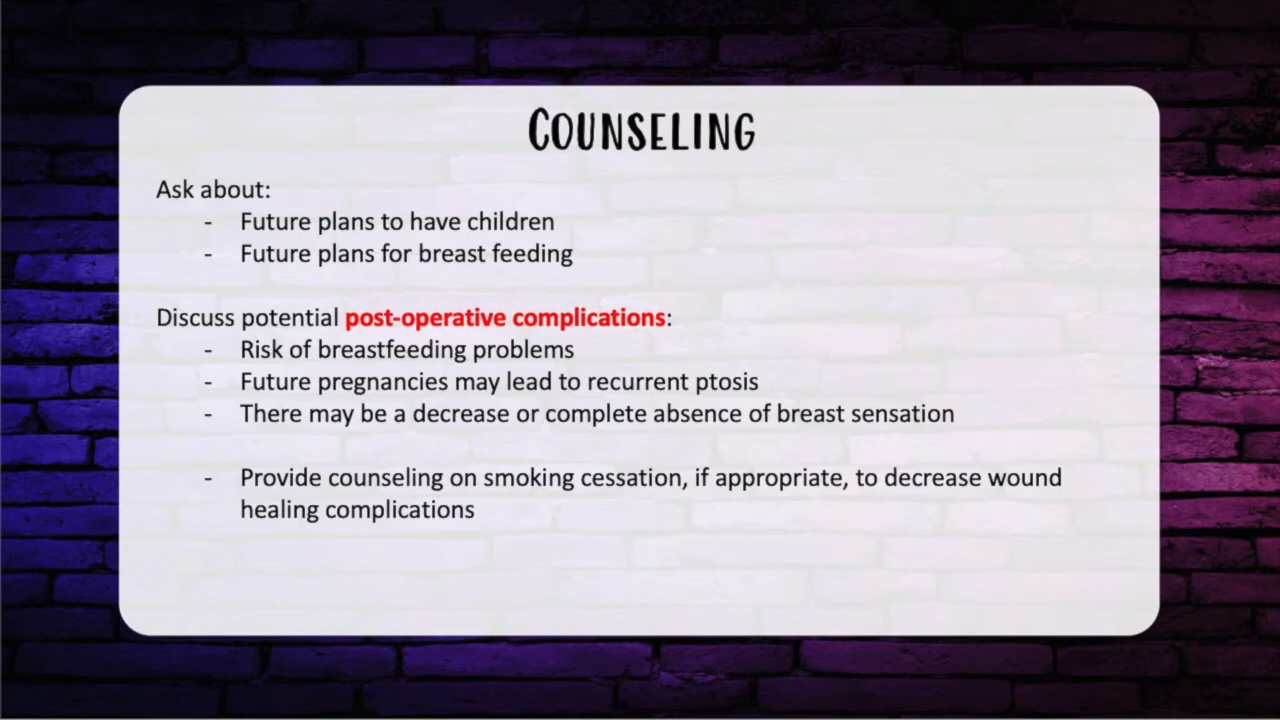 COUNSELING
Ask about:
- Future plans to have children
- Future plans for breast feeding
Discuss potential post-operative complications:
- Risk of breastfeeding problems
- Future pregnancies may lead to recurrent ptosis
- There may be a decrease or complete absence of breast sensation
- Provide counseling on smoking cessation, if appropriate, to decrease wound
healing complications